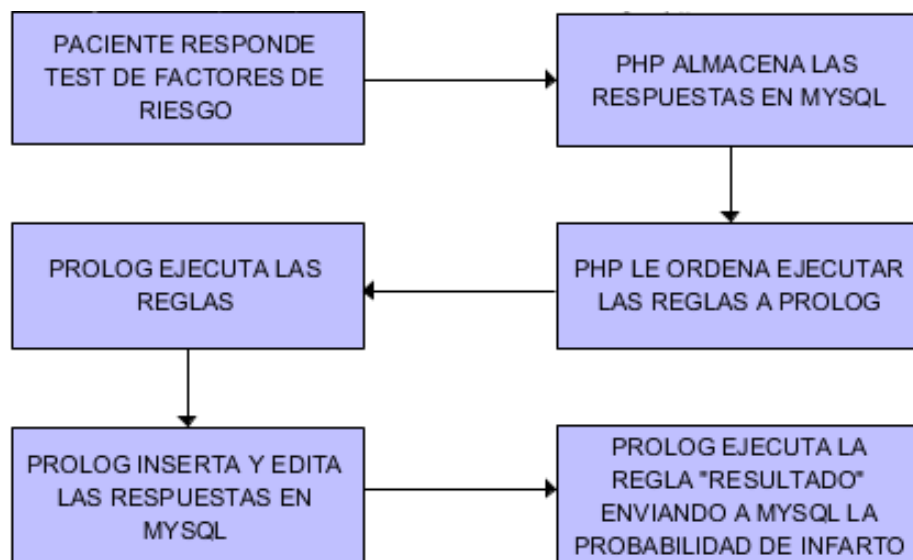 PACIENTE RESPONDE
TEST DE FACTORES DE
RIESGO
PHP ALMACENA LAS
RESPUESTAS EN MYSQL
PHP LE ORDENA EJECUTAR
LAS REGLAS A PROLOG
PROLOG EJECUTA LAS
REGLAS
PROLOG INSERTA Y EDITA
LAS RESPUESTAS EN
MYSQL
PROLOG EJECUTA LA
REGLA "RESULTADO"
ENVIANDO A MYSQL LA
PROBABILIDAD DE INFARTO